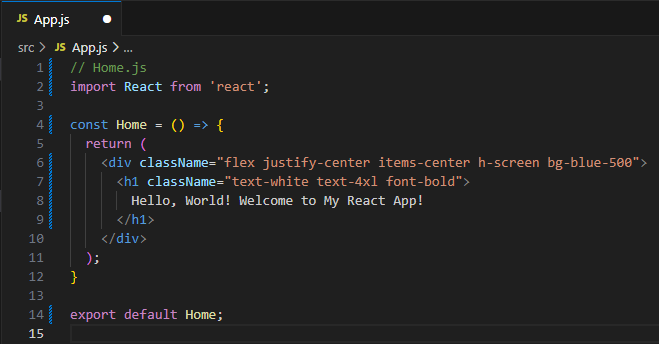 JS App.js
src > JS App.js > ...
1 // Home.js
2 import React from 'react';
3
4 const Home = () => {
5   return (
6     <div className="flex justify-center items-center h-screen bg-blue-500">
7       <h1 className="text-white text-4xl font-bold">
8         Hello, World! Welcome to My React App!
9       </h1>
10     </div>
11   );
12 }
13
14 export default Home;
15